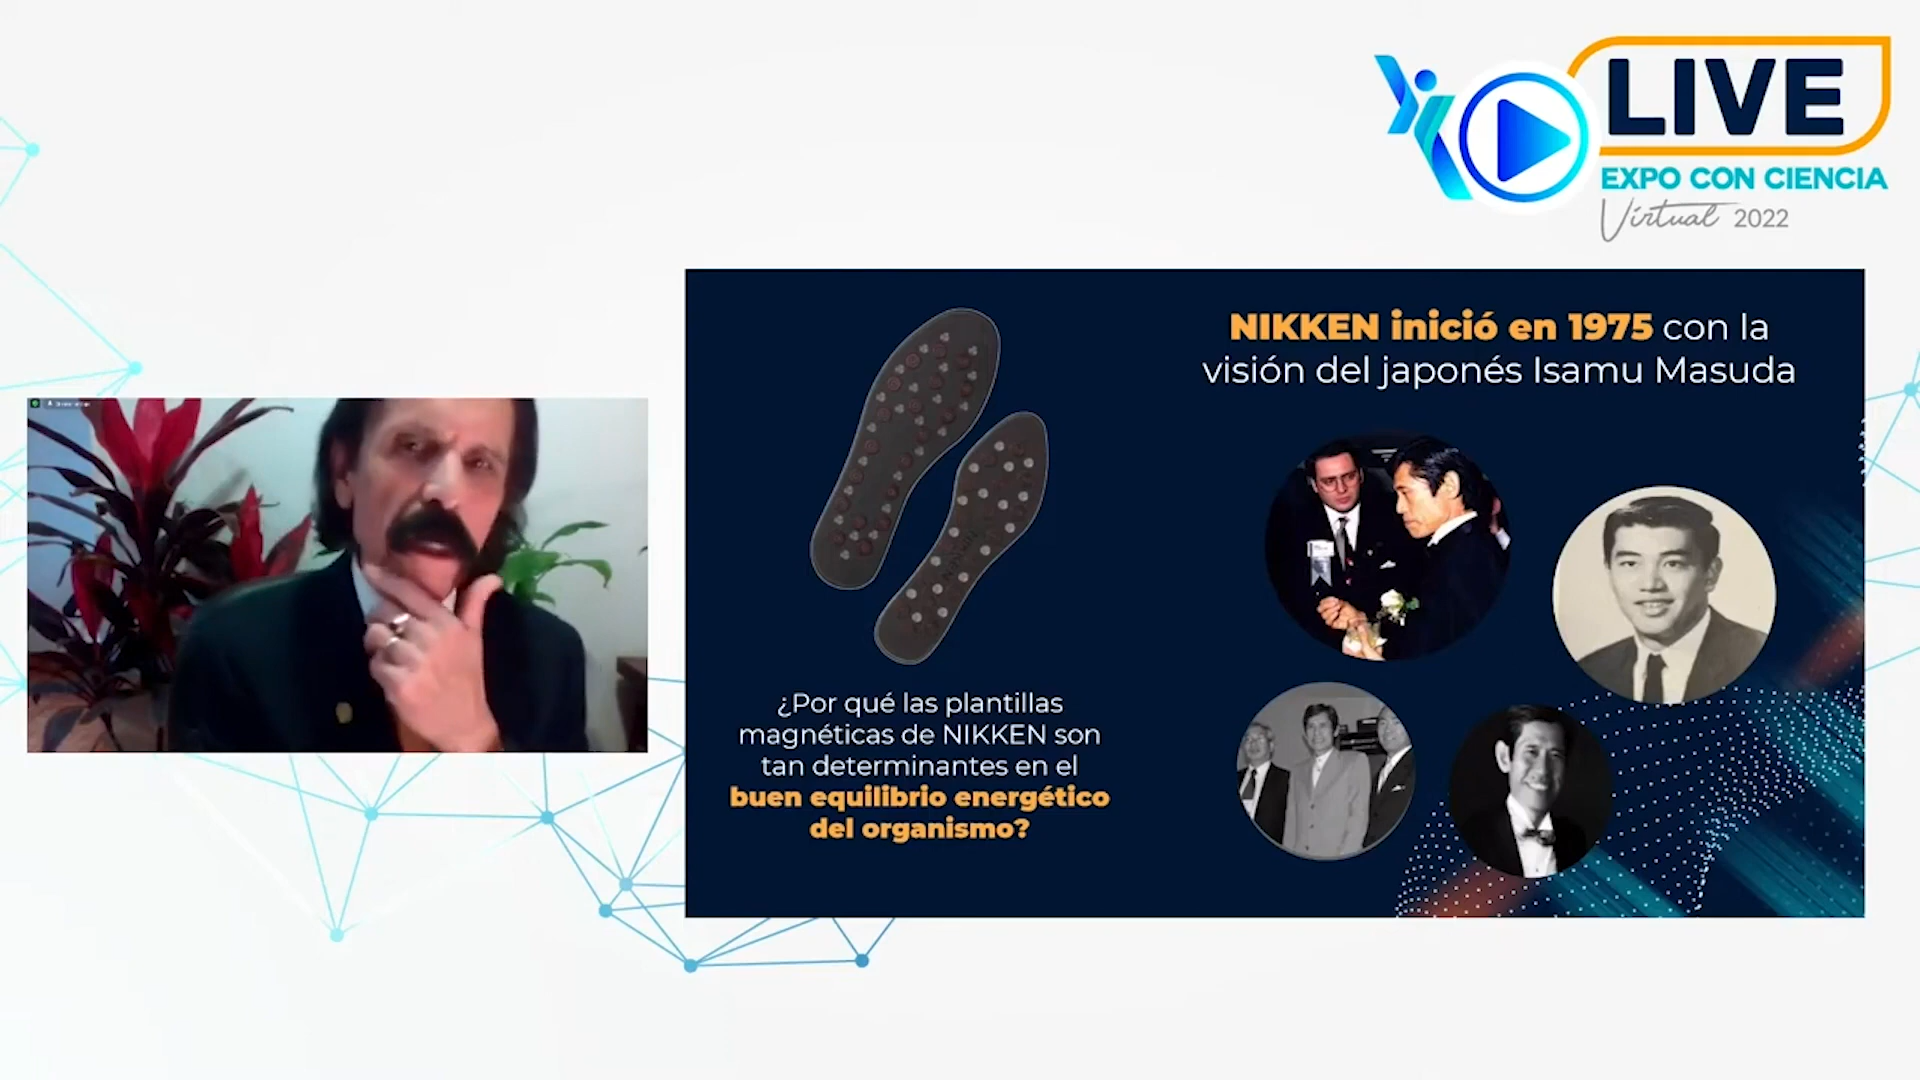 LIVE
EXPO CON CIENCIA
Virtual 2022
NIKKEN inició en 1975 con la
visión del japonés Isamu Masuda
¿Por qué las plantillas
magnéticas de NIKKEN son
tan determinantes en el
buen equilibrio energético
del organismo?
NIKKEN